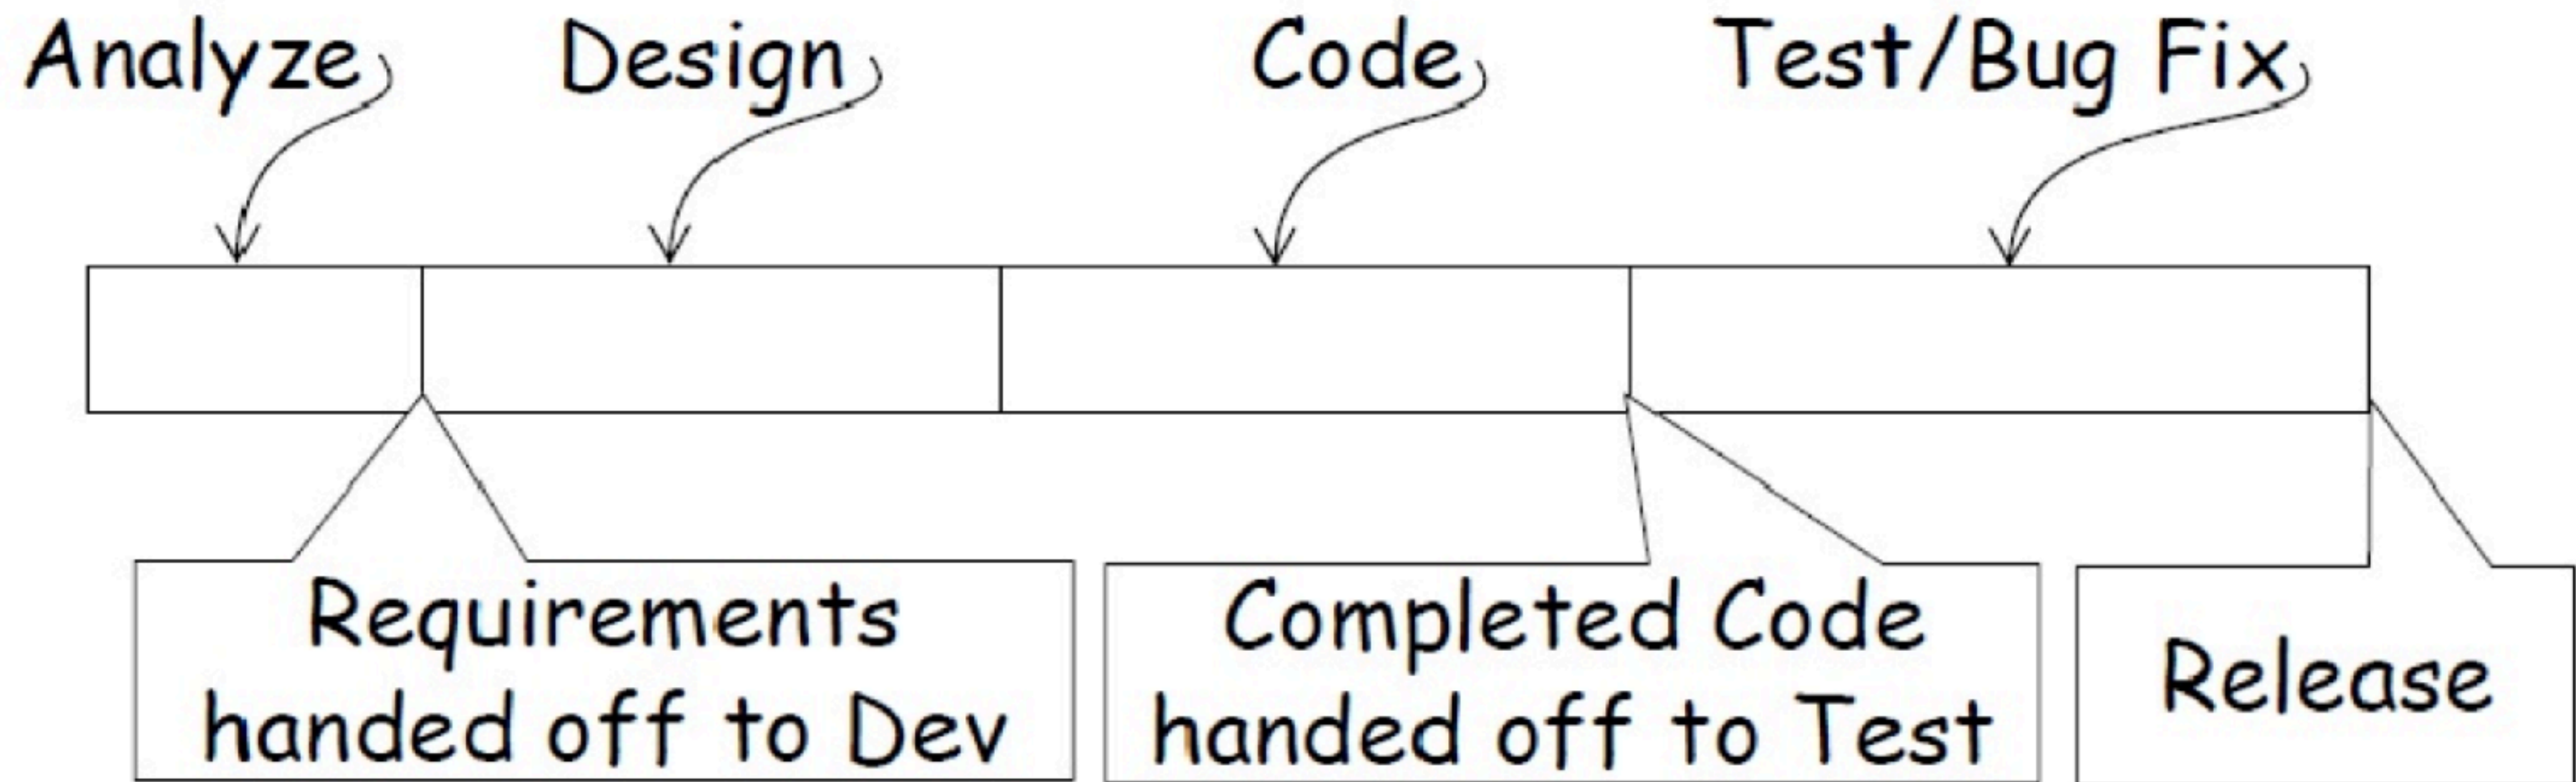 Analyze
Design
Code
Test/Bug Fix
Requirements
handed off to Dev
Completed Code
handed off to Test
Release